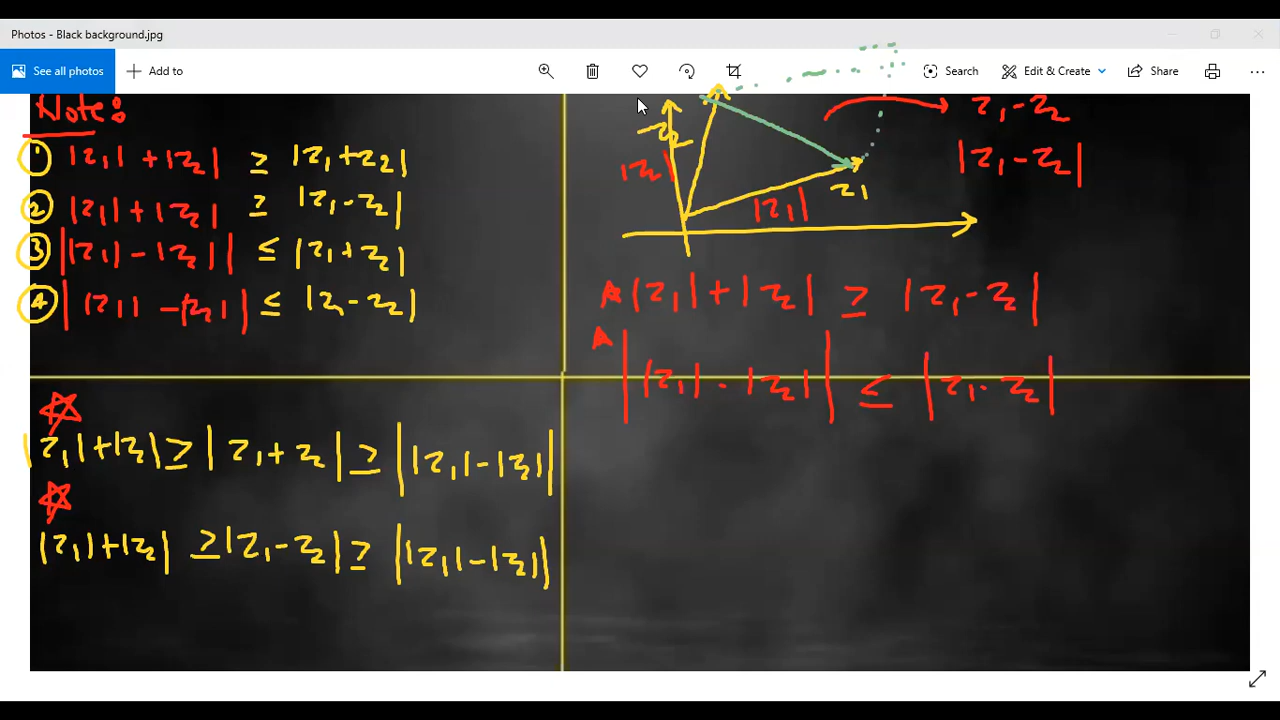 Photos - Black background.jpg
See all photos
Add to
Search
Edit & Create
Share
Note:
① |z₁| + |z₂| ≥ |z₁+z₂|
② |z₁| + |z₂| ≥ |z₁-z₂|
③ ||z₁| - |z₂|| ≤ |z₁+z₂|
④ ||z₁| - |z₂|| ≤ |z₁-z₂|
|z₁|+|z₂| ≥ |z₁+z₂| ≥ ||z₁|-|z₂||
|z₁|+|z₂| ≥ |z₁-z₂| ≥ ||z₁|-|z₂||
z₂
|z₂|
z₁
|z₁|
z₁-z₂
|z₁-z₂|
|z₁|+|z₂| ≥ |z₁-z₂|
||z₁|-|z₂|| ≤ |z₁-z₂|